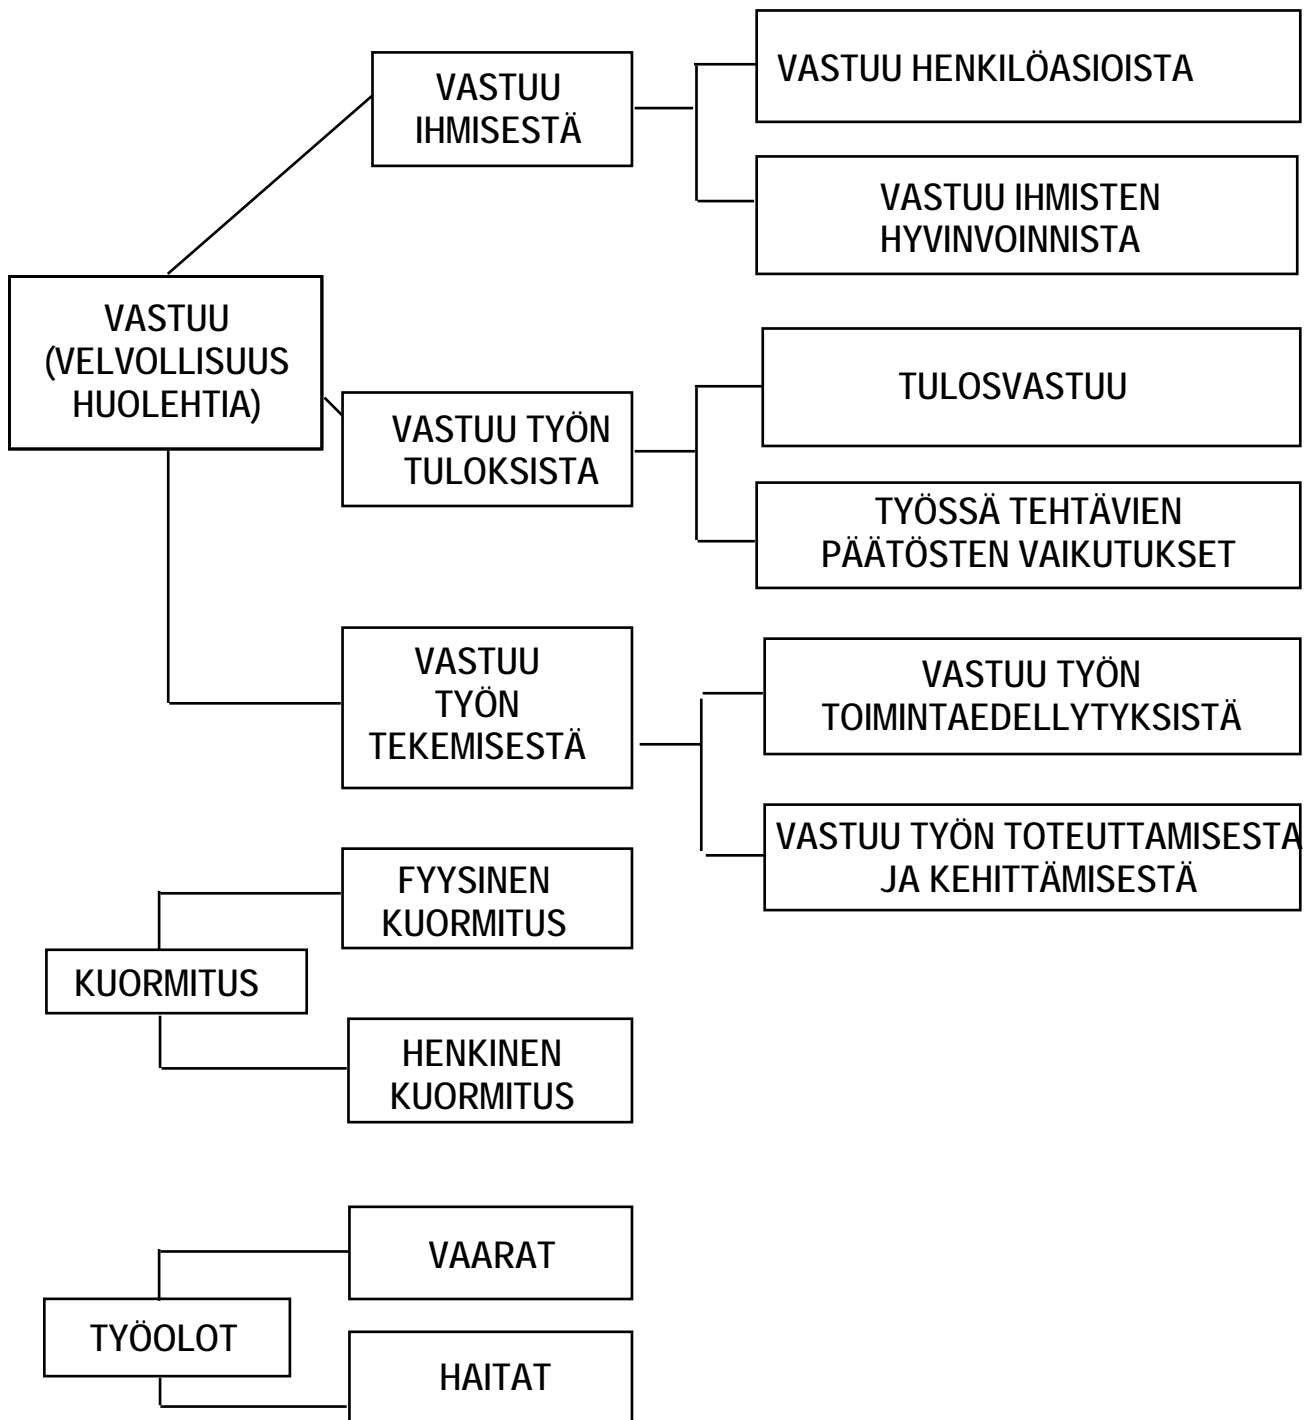 VASTUU
IHMISESTÄ
VASTUU HENKILÖASIOISTA
VASTUU IHMISTEN
HYVINVOINNISTA
VASTUU
(VELVOLLISUUS
HUOLEHTIA)
VASTUU TYÖN
TULOKSISTA
TULOSVASTUU
TYÖSSÄ TEHTÄVIEN
PÄÄTÖSTEN VAIKUTUKSET
VASTUU
TYÖN
TEKEMISESTÄ
VASTUU TYÖN
TOIMINTAEDELLYTYKSISTÄ
VASTUU TYÖN TOTEUTTAMISESTA
JA KEHITTÄMISESTÄ
FYYSINEN
KUORMITUS
KUORMITUS
HENKINEN
KUORMITUS
VAARAT
TYÖOLOT
HAITAT